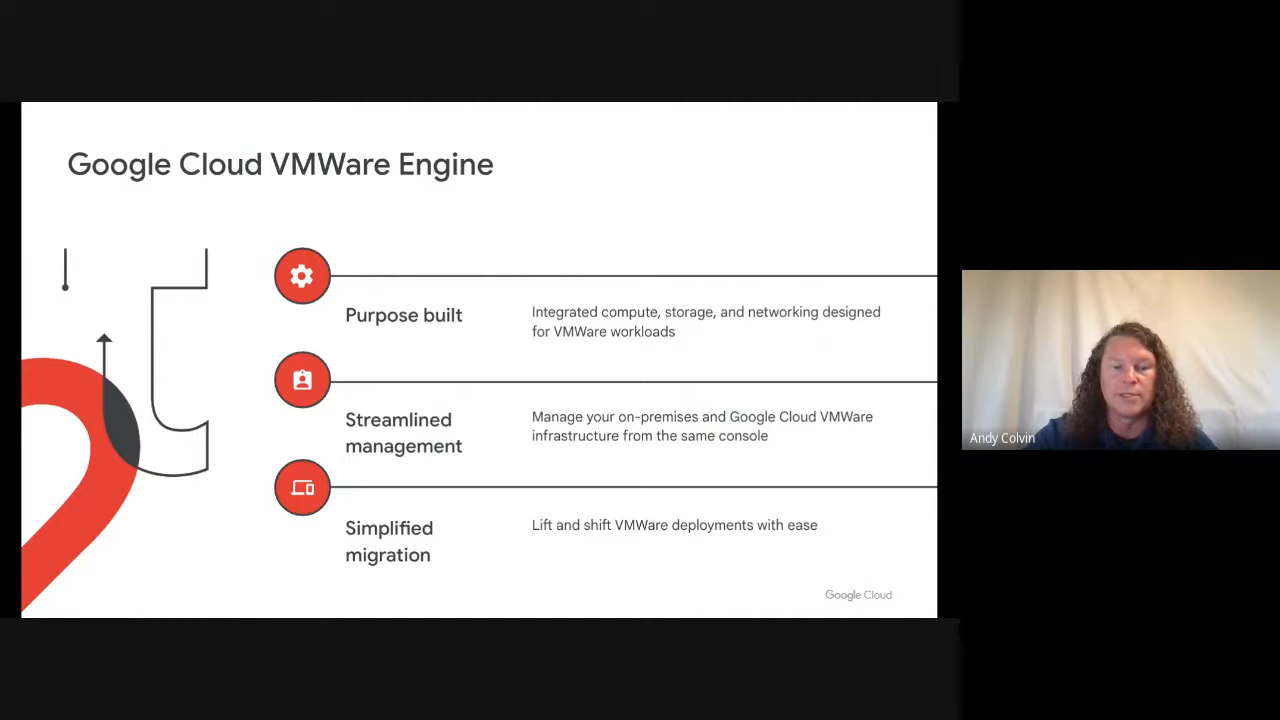 Google Cloud VMWare Engine
Purpose built
Integrated compute, storage, and networking designed
for VMWare workloads
Streamlined
management
Manage your on-premises and Google Cloud VMWare
infrastructure from the same console
Simplified
migration
Lift and shift VMWare deployments with ease
Google Cloud
Andy Colvin